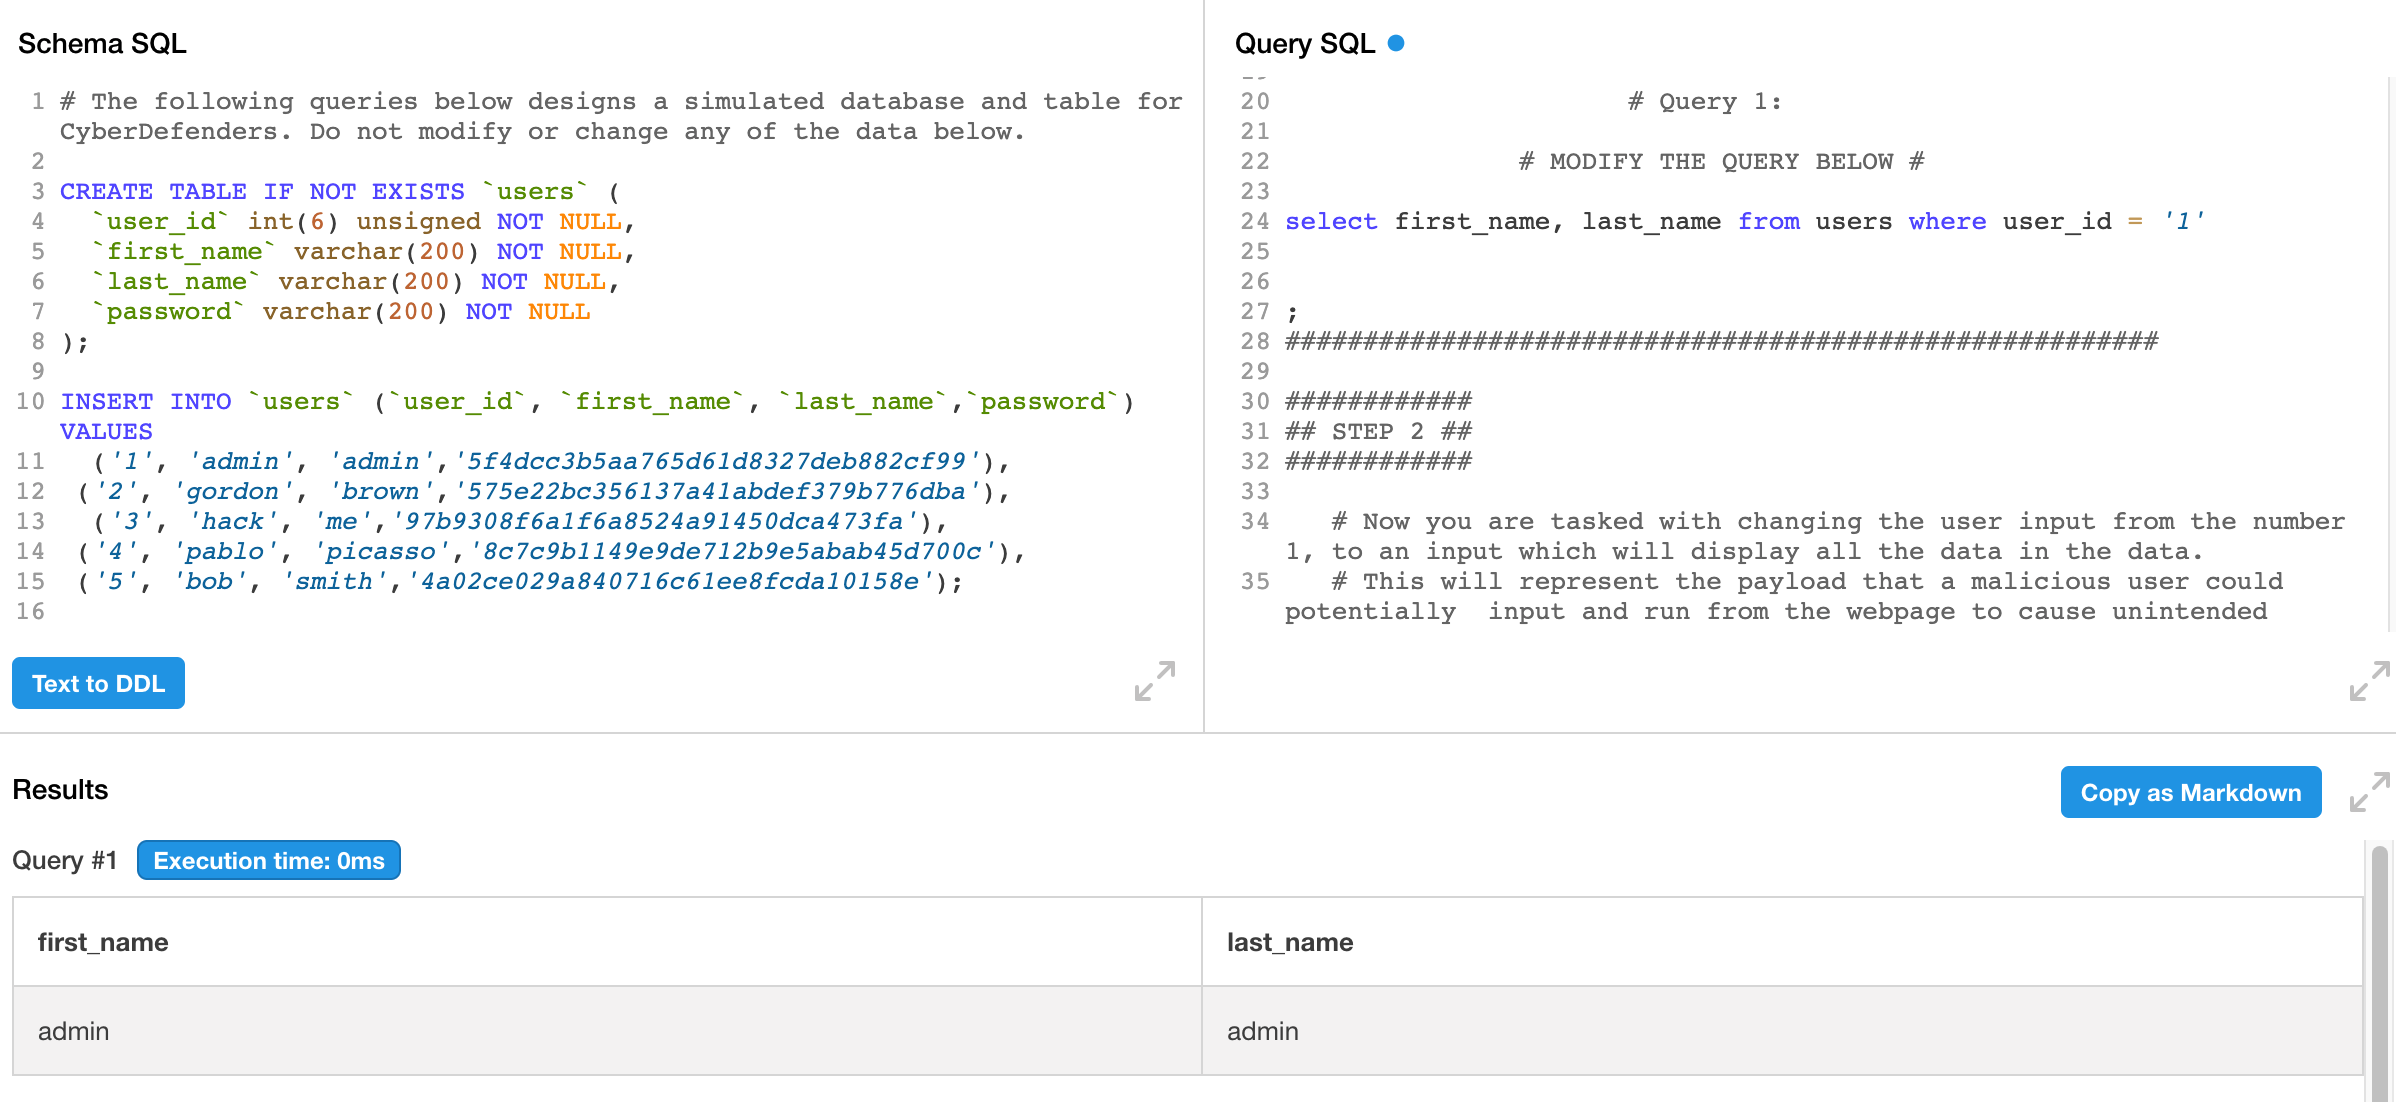 Schema SQL
1 # The following queries below designs a simulated database and table for
CyberDefenders. Do not modify or change any of the data below.
2
3 CREATE TABLE IF NOT EXISTS `users` (
4   `user_id` int(6) unsigned NOT NULL,
5   `first_name` varchar(200) NOT NULL,
6   `last_name` varchar(200) NOT NULL,
7   `password` varchar(200) NOT NULL
8 );
9
10 INSERT INTO `users` (`user_id`, `first_name`, `last_name`,`password`)
VALUES
11   ('1', 'admin', 'admin','5f4dcc3b5aa765d61d8327deb882cf99'),
12  ('2', 'gordon', 'brown','575e22bc356137a41abdef379b776dba'),
13   ('3', 'hack', 'me','97b9308f6a1f6a8524a91450dca473fa'),
14  ('4', 'pablo', 'picasso','8c7c9b1149e9de712b9e5abab45d700c'),
15  ('5', 'bob', 'smith','4a02ce029a840716c61ee8fcda10158e');
16
Text to DDL
Query SQL
20 # Query 1:
21
22 # MODIFY THE QUERY BELOW #
23
24 select first_name, last_name from users where user_id = '1'
25
26
27 ;
28 ########################################################
29
30 ############
31 ## STEP 2 ##
32 ############
33
34    # Now you are tasked with changing the user input from the number
1, to an input which will display all the data in the data.
35    # This will represent the payload that a malicious user could
potentially  input and run from the webpage to cause unintended
Results
Copy as Markdown
Query #1 Execution time: 0ms
first_name last_name
admin admin